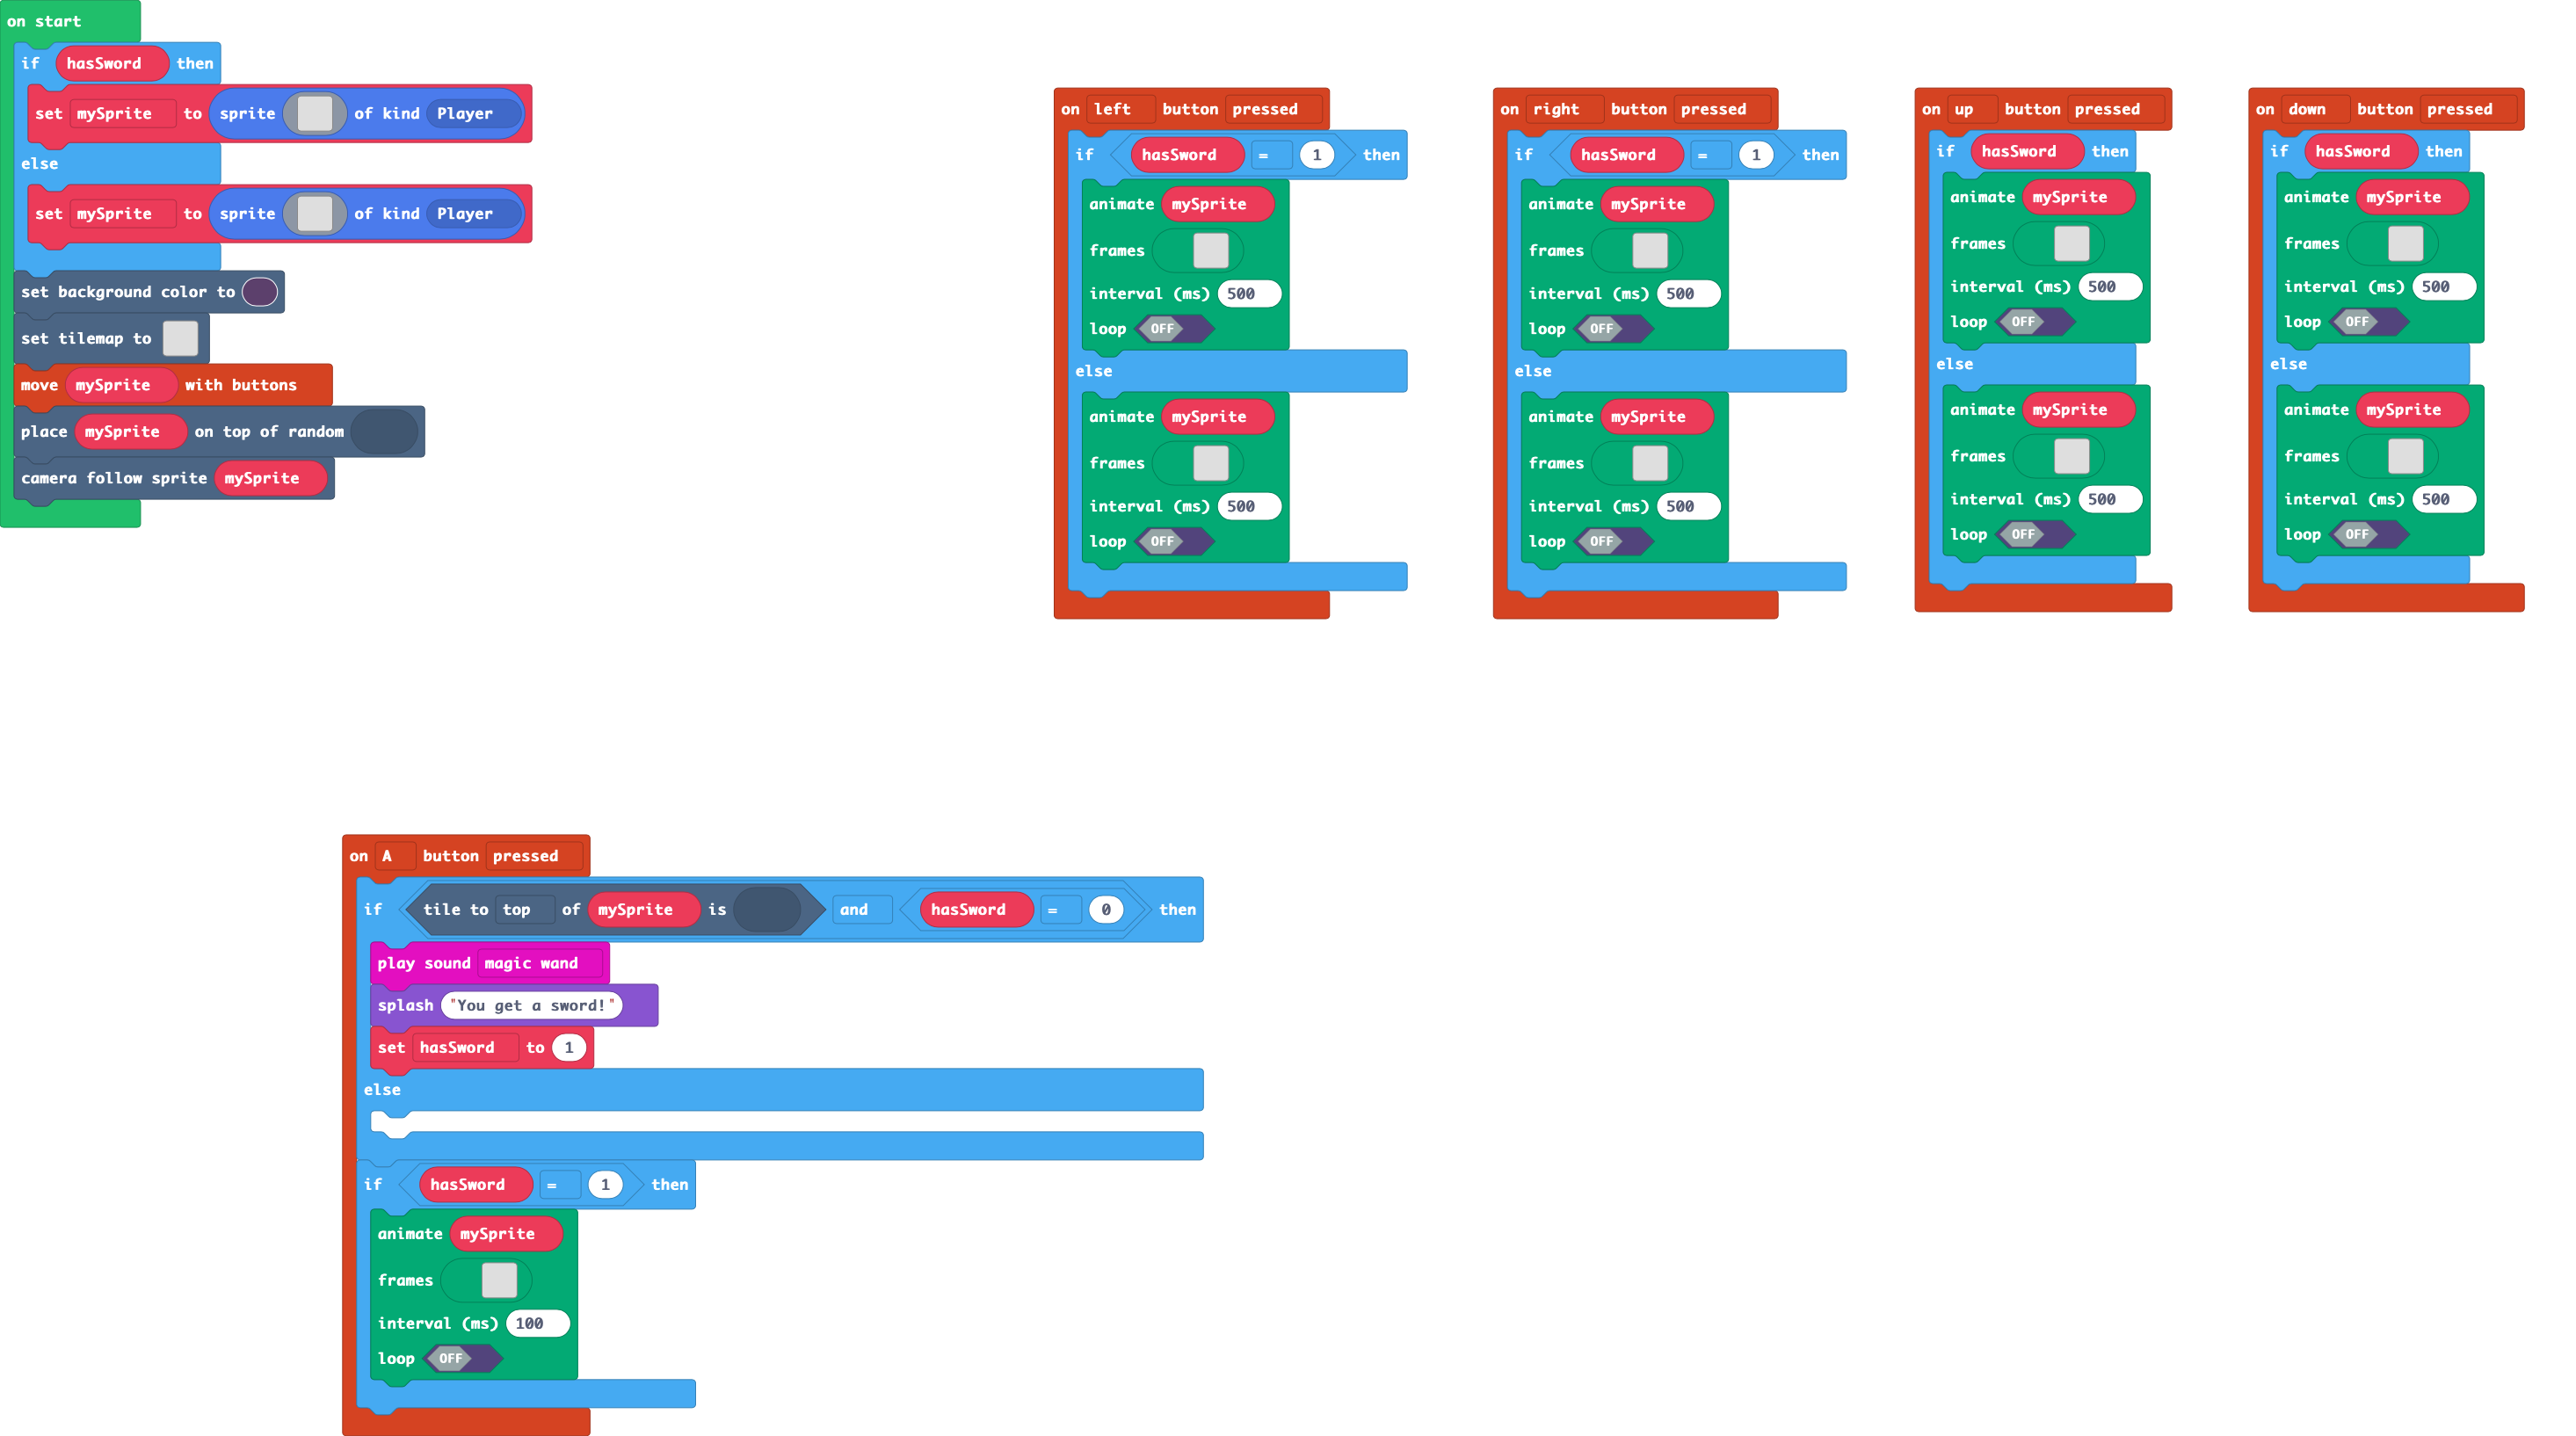 on start
if hasSword then
set mySprite to sprite of kind Player
else
set mySprite to sprite of kind Player
set background color to
set tilemap to
move mySprite with buttons
place mySprite on top of random
camera follow sprite mySprite
on left button pressed
if hasSword = 1 then
animate mySprite
frames
interval (ms) 500
loop OFF
else
animate mySprite
frames
interval (ms) 500
loop OFF
on right button pressed
if hasSword = 1 then
animate mySprite
frames
interval (ms) 500
loop OFF
else
animate mySprite
frames
interval (ms) 500
loop OFF
on up button pressed
if hasSword then
animate mySprite
frames
interval (ms) 500
loop OFF
else
animate mySprite
frames
interval (ms) 500
loop OFF
on down button pressed
if hasSword then
animate mySprite
frames
interval (ms) 500
loop OFF
else
animate mySprite
frames
interval (ms) 500
loop OFF
on A button pressed
if tile to top of mySprite is and hasSword = 0 then
play sound magic wand
splash "You get a sword!"
set hasSword to 1
else
if hasSword = 1 then
animate mySprite
frames
interval (ms) 100
loop OFF